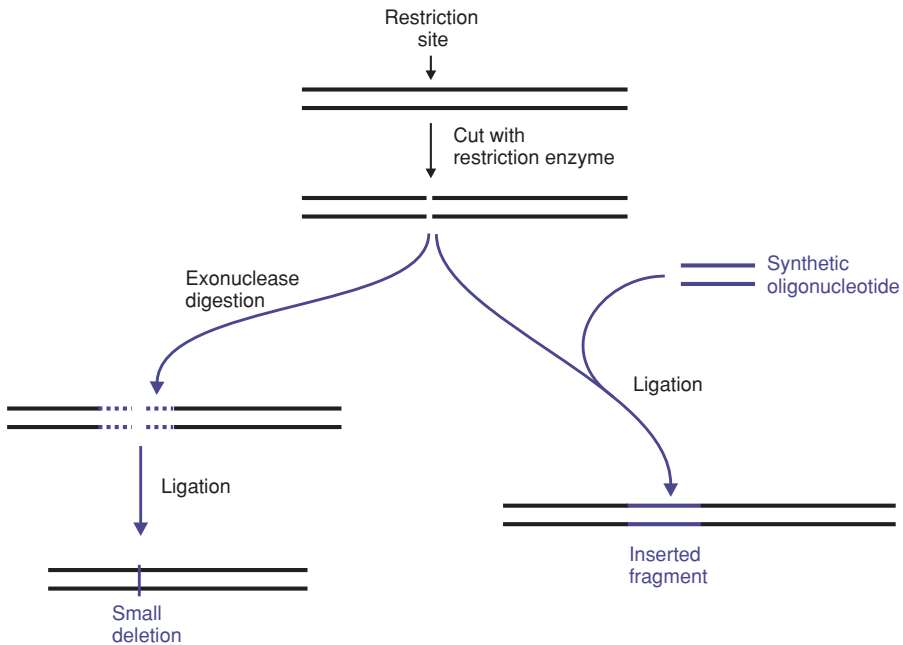 Restriction
site
Cut with
restriction enzyme
Exonuclease
digestion
Synthetic
oligonucleotide
Ligation
Ligation
Inserted
fragment
Small
deletion